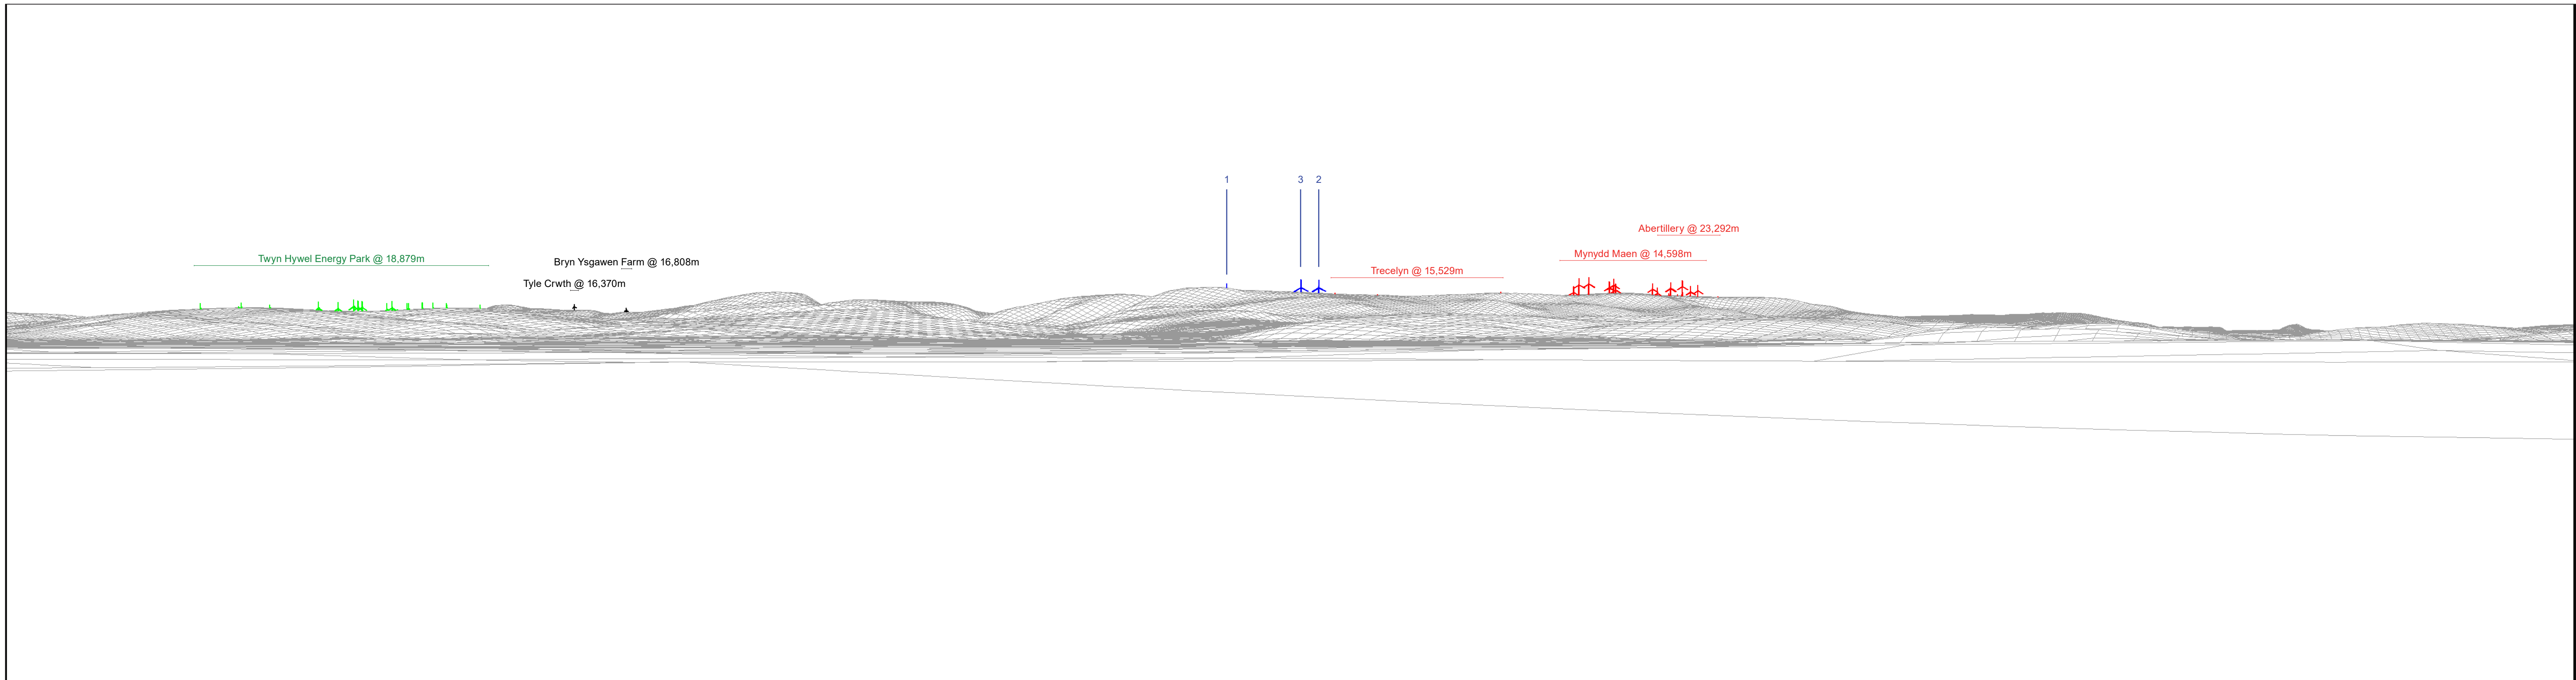 1 3 2
Abertillery @ 23,292m
Mynydd Maen @ 14,598m
Twyn Hywel Energy Park @ 18,879m
Bryn Ysgawen Farm @ 16,808m
Trecelyn @ 15,529m
Tyle Crwth @ 16,370m